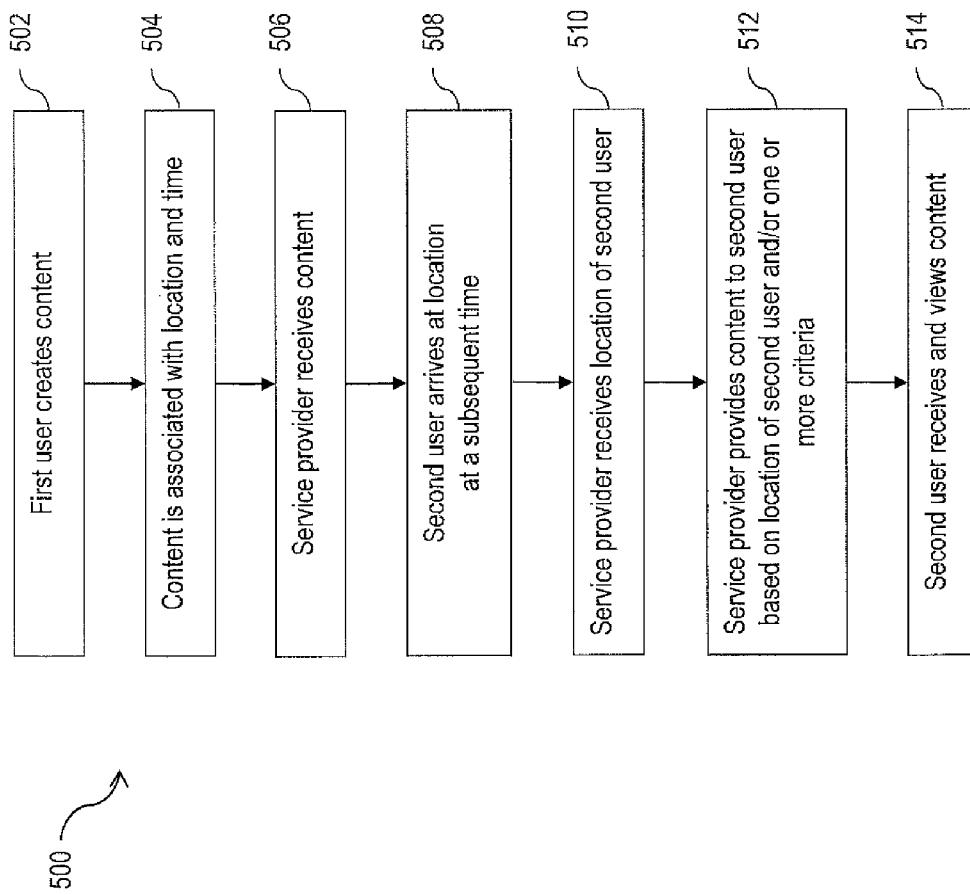 500
First user creates content
502
Content is associated with location and time
504
Service provider receives content
506
Second user arrives at location
at a subsequent time
508
Service provider receives location of second user
510
Service provider provides content to second user
based on location of second user and/or one or
more criteria
512
Second user receives and views content
514